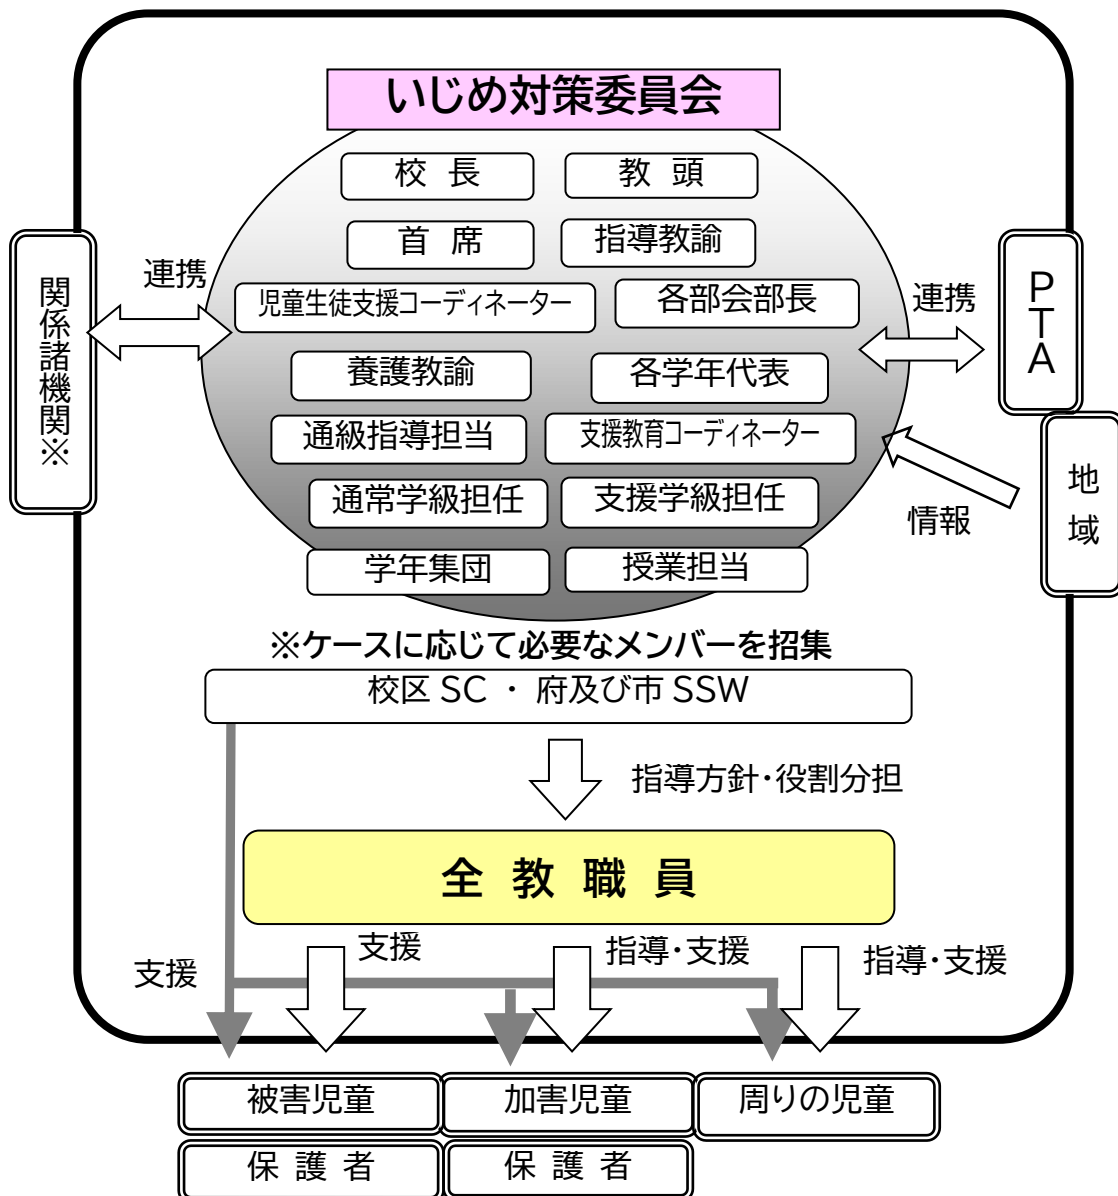 いじめ対策委員会
校 長
教 頭
首 席
指導教諭
児童生徒支援コーディネーター
各部会部長
養護教諭
各学年代表
通級指導担当
支援教育コーディネーター
通常学級担任
支援学級担任
学年集団
授業担当
連携
関係諸機関※
連携
PTA
地域
情報
※ケースに応じて必要なメンバーを招集
校区 SC ・ 府及び市 SSW
指導方針・役割分担
全 教 職 員
支援
支援
指導・支援
指導・支援
被害児童
加害児童
周りの児童
保 護 者
保 護 者